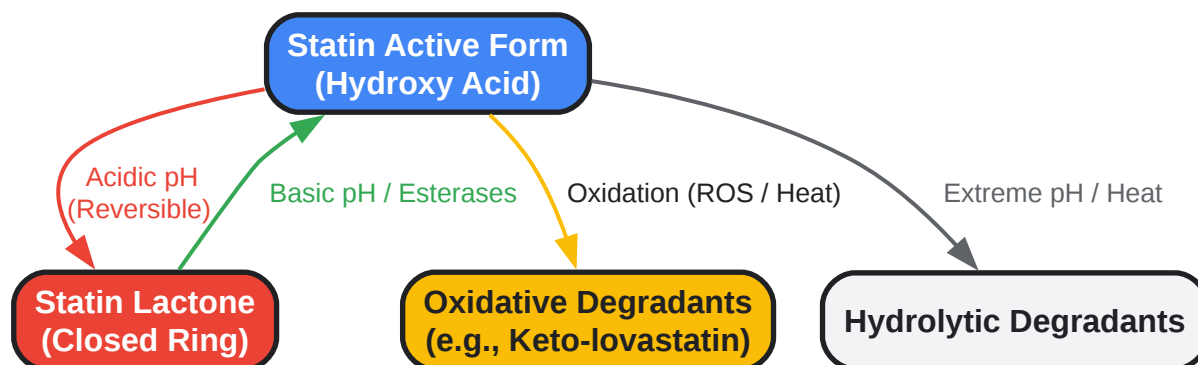 Statin Active Form
(Hydroxy Acid)
Acidic pH
(Reversible)
Basic pH / Esterases
Oxidation (ROS / Heat)
Extreme pH / Heat
Statin Lactone
(Closed Ring)
Oxidative Degradants
(e.g., Keto-lovastatin)
Hydrolytic Degradants